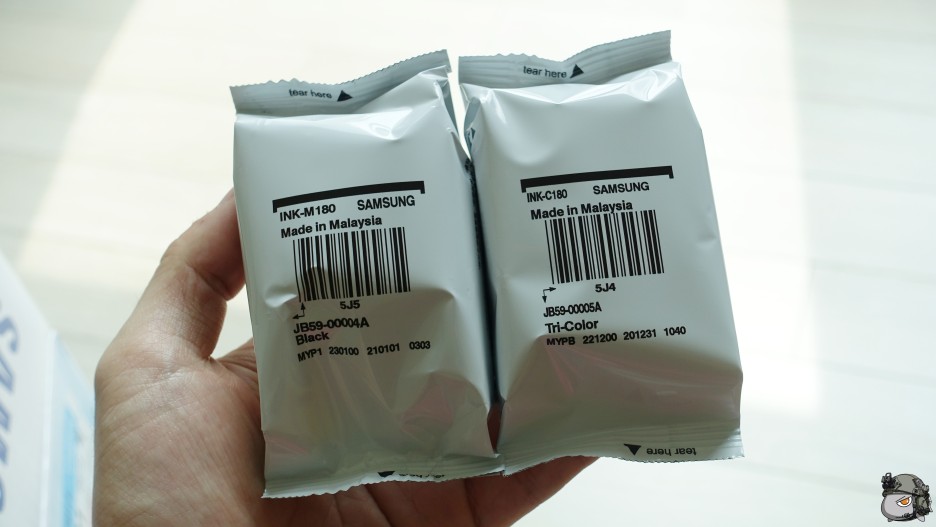 tear here
INK-M180 SAMSUNG
Made in Malaysia
5J5
JB59-00004A
Black
MYP1 230100 210101 0303
tear here
INK-C180 SAMSUNG
Made in Malaysia
5J4
JB59-00005A
Tri-Color
MYPB 221200 201231 1040
tear here